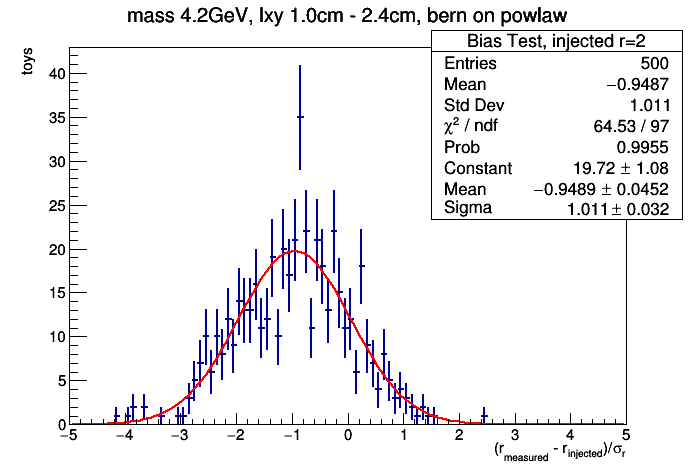 mass 4.2GeV, lxy 1.0cm - 2.4cm, bern on powlaw
toys
Bias Test, injected r=2
Entries 500
Mean −0.9487
Std Dev 1.011
χ² / ndf 64.53 / 97
Prob 0.9955
Constant 19.72 ± 1.08
Mean −0.9489 ± 0.0452
Sigma 1.011 ± 0.032
40
35
30
25
20
15
10
5
0
−5 −4 −3 −2 −1 0 1 2 3 4 5
(r_measured - r_injected)/σ_r